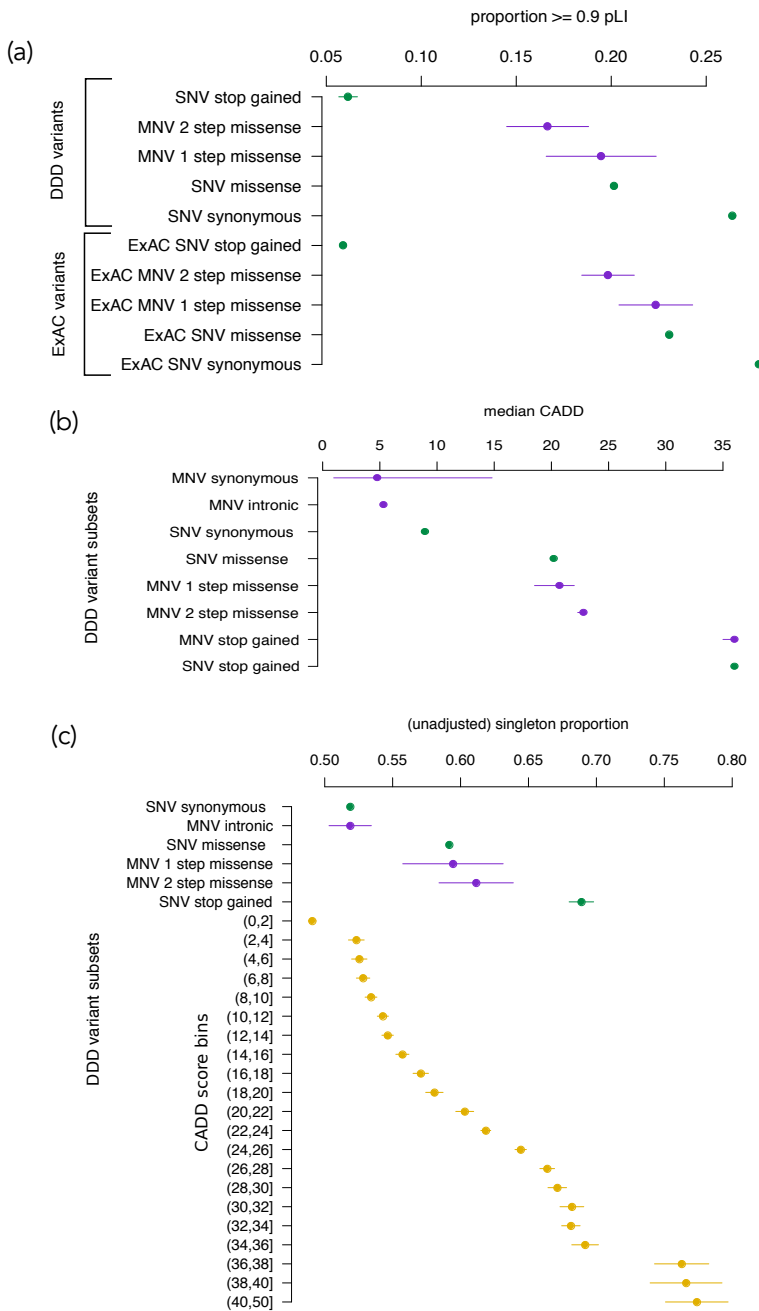 proportion >= 0.9 pLI
(a)
0.05 0.10 0.15 0.20 0.25
DDD variants
SNV stop gained
MNV 2 step missense
MNV 1 step missense
SNV missense
SNV synonymous
ExAC variants
ExAC SNV stop gained
ExAC MNV 2 step missense
ExAC MNV 1 step missense
ExAC SNV missense
ExAC SNV synonymous
(b)
median CADD
0 5 10 15 20 25 30 35
DDD variant subsets
MNV synonymous
MNV intronic
SNV synonymous
SNV missense
MNV 1 step missense
MNV 2 step missense
MNV stop gained
SNV stop gained
(c)
(unadjusted) singleton proportion
0.50 0.55 0.60 0.65 0.70 0.75 0.80
DDD variant subsets
SNV synonymous
MNV intronic
SNV missense
MNV 1 step missense
MNV 2 step missense
SNV stop gained
CADD score bins
(0,2]
(2,4]
(4,6]
(6,8]
(8,10]
(10,12]
(12,14]
(14,16]
(16,18]
(18,20]
(20,22]
(22,24]
(24,26]
(26,28]
(28,30]
(30,32]
(32,34]
(34,36]
(36,38]
(38,40]
(40,50]